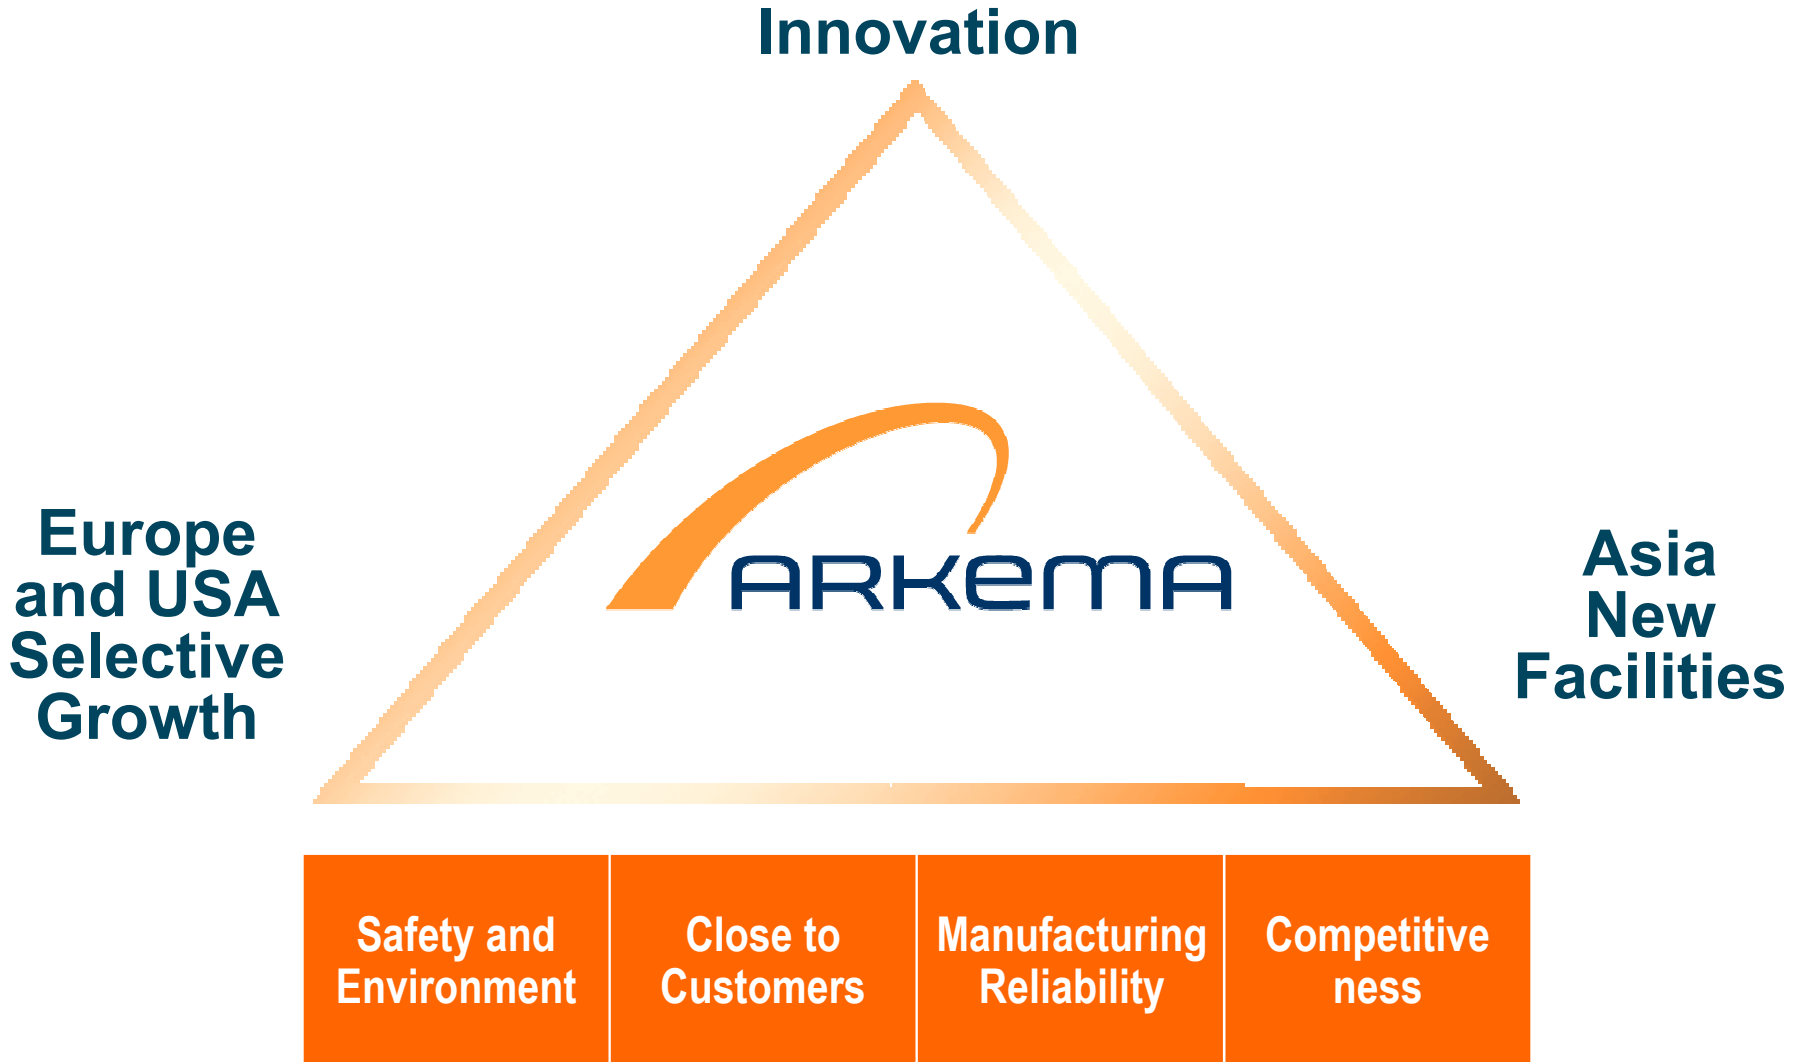 Innovation
ARKEMA
Europe
and USA
Selective
Growth
Asia
New
Facilities
Safety and
Environment
Close to
Customers
Manufacturing
Reliability
Competitive
ness